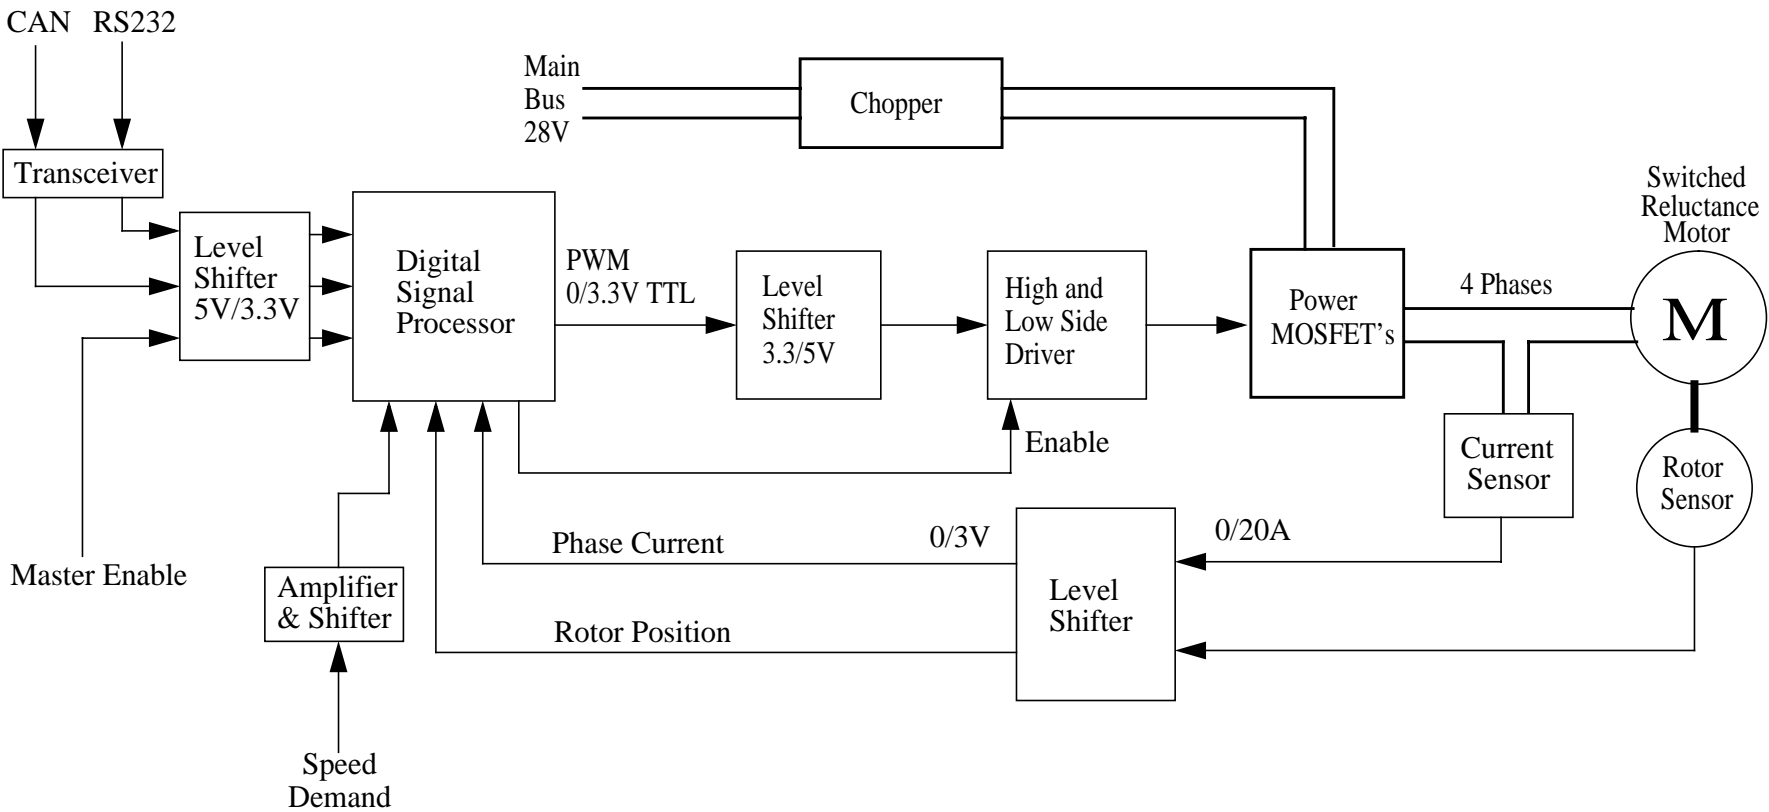 CAN RS232
Main
Bus
28V
Chopper
Transceiver
Switched
Reluctance
Motor
Level
Shifter
5V/3.3V
Digital
Signal
Processor
PWM
0/3.3V TTL
Level
Shifter
3.3/5V
High and
Low Side
Driver
Power
MOSFET's
4 Phases
M
Enable
Current
Sensor
Rotor
Sensor
Phase Current
0/3V
0/20A
Master Enable
Amplifier
& Shifter
Level
Shifter
Rotor Position
Speed
Demand